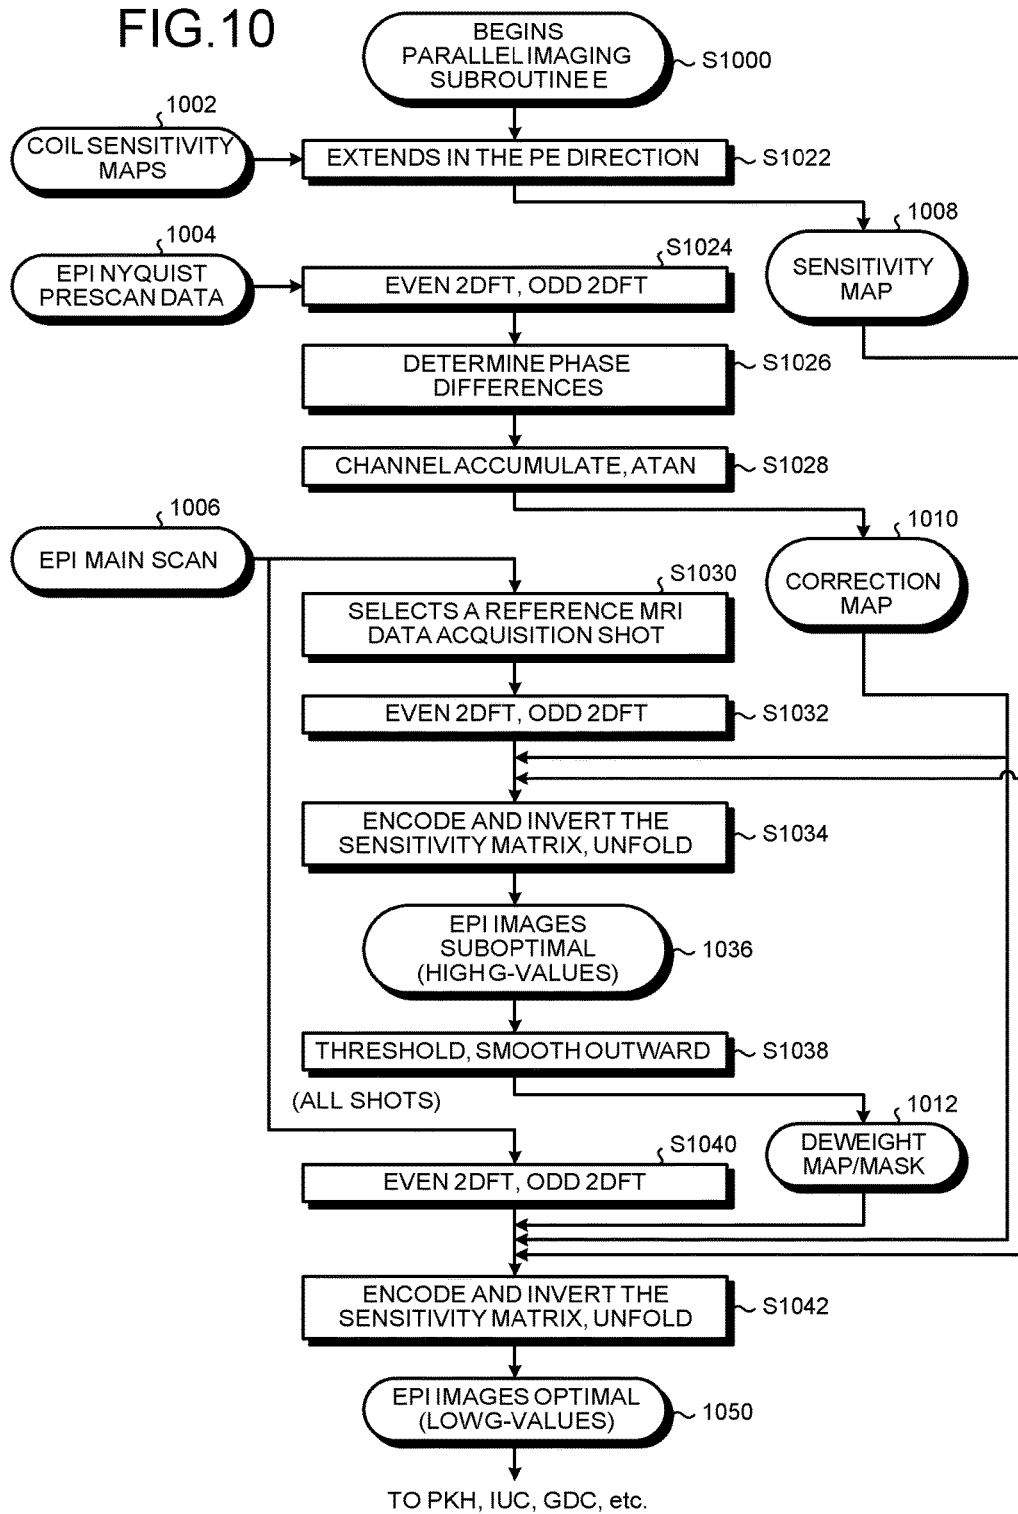 FIG.10
BEGINS
PARALLEL IMAGING
SUBROUTINE E
S1000
1002
COIL SENSITIVITY
MAPS
EXTENDS IN THE PE DIRECTION
S1022
1004
EPI NYQUIST
PRESCAN DATA
S1024
EVEN 2DFT, ODD 2DFT
1008
SENSITIVITY
MAP
DETERMINE PHASE
DIFFERENCES
S1026
CHANNEL ACCUMULATE, ATAN
S1028
1006
EPI MAIN SCAN
1010
CORRECTION
MAP
S1030
SELECTS A REFERENCE MRI
DATA ACQUISITION SHOT
EVEN 2DFT, ODD 2DFT
S1032
ENCODE AND INVERT THE
SENSITIVITY MATRIX, UNFOLD
S1034
EPI IMAGES
SUBOPTIMAL
(HIGH G-VALUES)
1036
THRESHOLD, SMOOTH OUTWARD
S1038
(ALL SHOTS)
1012
DEWEIGHT
MAP/MASK
S1040
EVEN 2DFT, ODD 2DFT
ENCODE AND INVERT THE
SENSITIVITY MATRIX, UNFOLD
S1042
EPI IMAGES OPTIMAL
(LOW G-VALUES)
1050
TO PKH, IUC, GDC, etc.